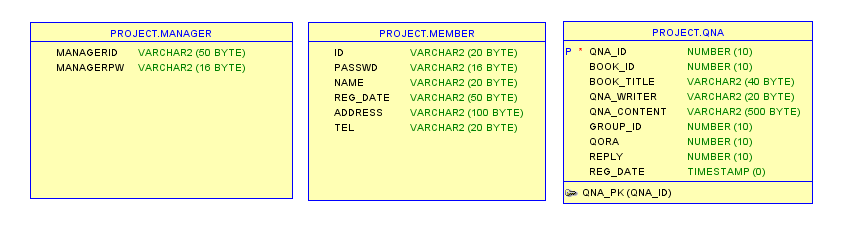 PROJECT.MANAGER
MANAGERID VARCHAR2 (50 BYTE)
MANAGERPW VARCHAR2 (16 BYTE)
PROJECT.MEMBER
ID VARCHAR2 (20 BYTE)
PASSWD VARCHAR2 (16 BYTE)
NAME VARCHAR2 (20 BYTE)
REG_DATE VARCHAR2 (50 BYTE)
ADDRESS VARCHAR2 (100 BYTE)
TEL VARCHAR2 (20 BYTE)
PROJECT.QNA
P * QNA_ID NUMBER (10)
BOOK_ID NUMBER (10)
BOOK_TITLE VARCHAR2 (40 BYTE)
QNA_WRITER VARCHAR2 (20 BYTE)
QNA_CONTENT VARCHAR2 (500 BYTE)
GROUP_ID NUMBER (10)
QORA NUMBER (10)
REPLY NUMBER (10)
REG_DATE TIMESTAMP (0)
QNA_PK (QNA_ID)